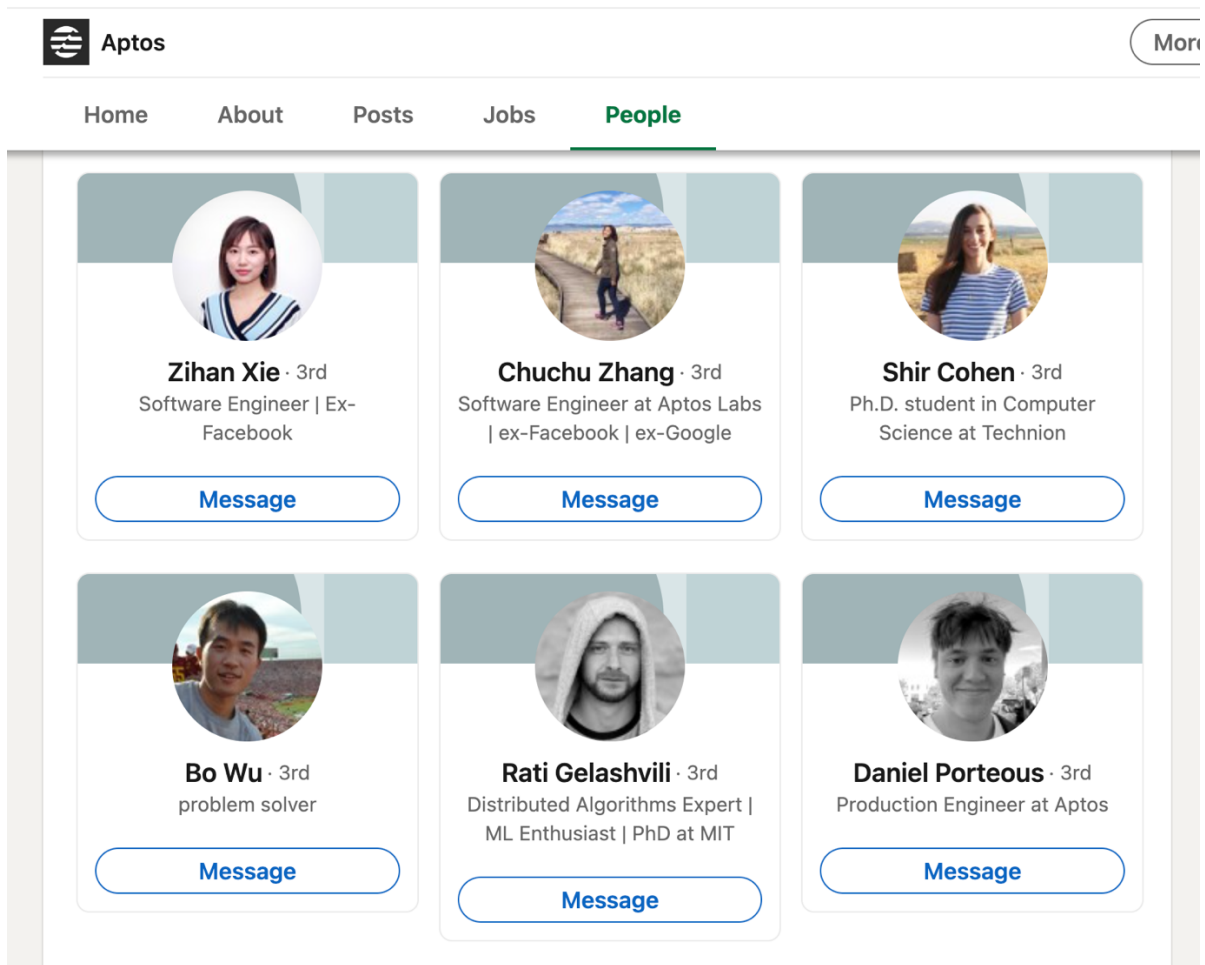 Aptos
Home About Posts Jobs People
Zihan Xie · 3rd
Software Engineer | Ex-
Facebook
Message
Chuchu Zhang · 3rd
Software Engineer at Aptos Labs
| ex-Facebook | ex-Google
Message
Shir Cohen · 3rd
Ph.D. student in Computer
Science at Technion
Message
Bo Wu · 3rd
problem solver
Message
Rati Gelashvili · 3rd
Distributed Algorithms Expert |
ML Enthusiast | PhD at MIT
Message
Daniel Porteous · 3rd
Production Engineer at Aptos
Message